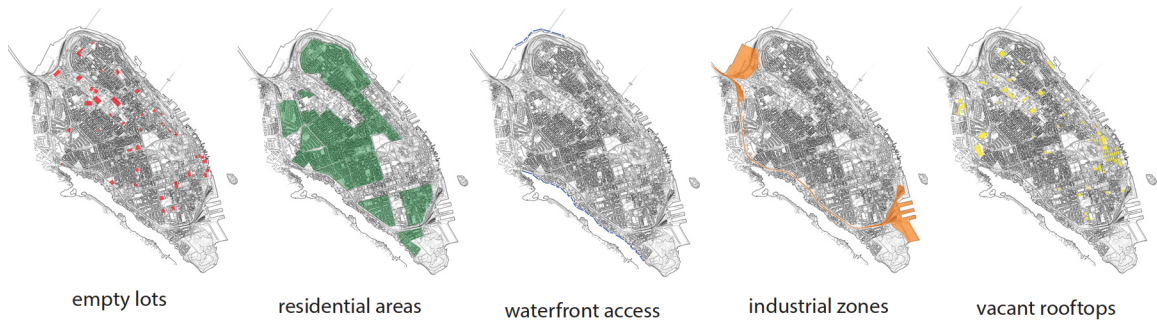 empty lots
residential areas
waterfront access
industrial zones
vacant rooftops